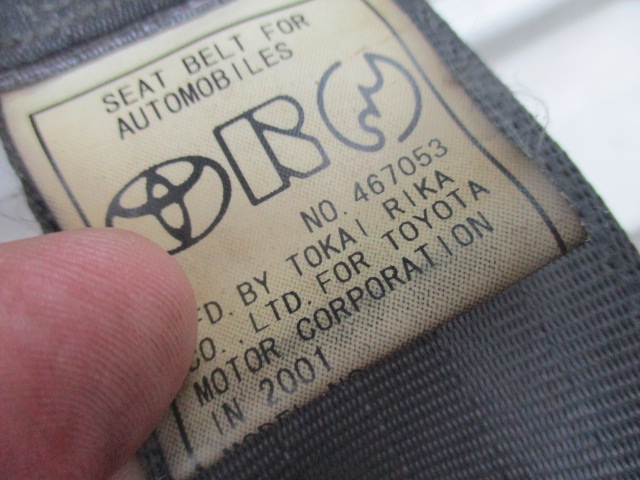 SEAT BELT FOR
AUTOMOBILES
NO. 467053
FD. BY TOKAI RIKA
CO., LTD. FOR TOYOTA
MOTOR CORPORATION
IN 2001